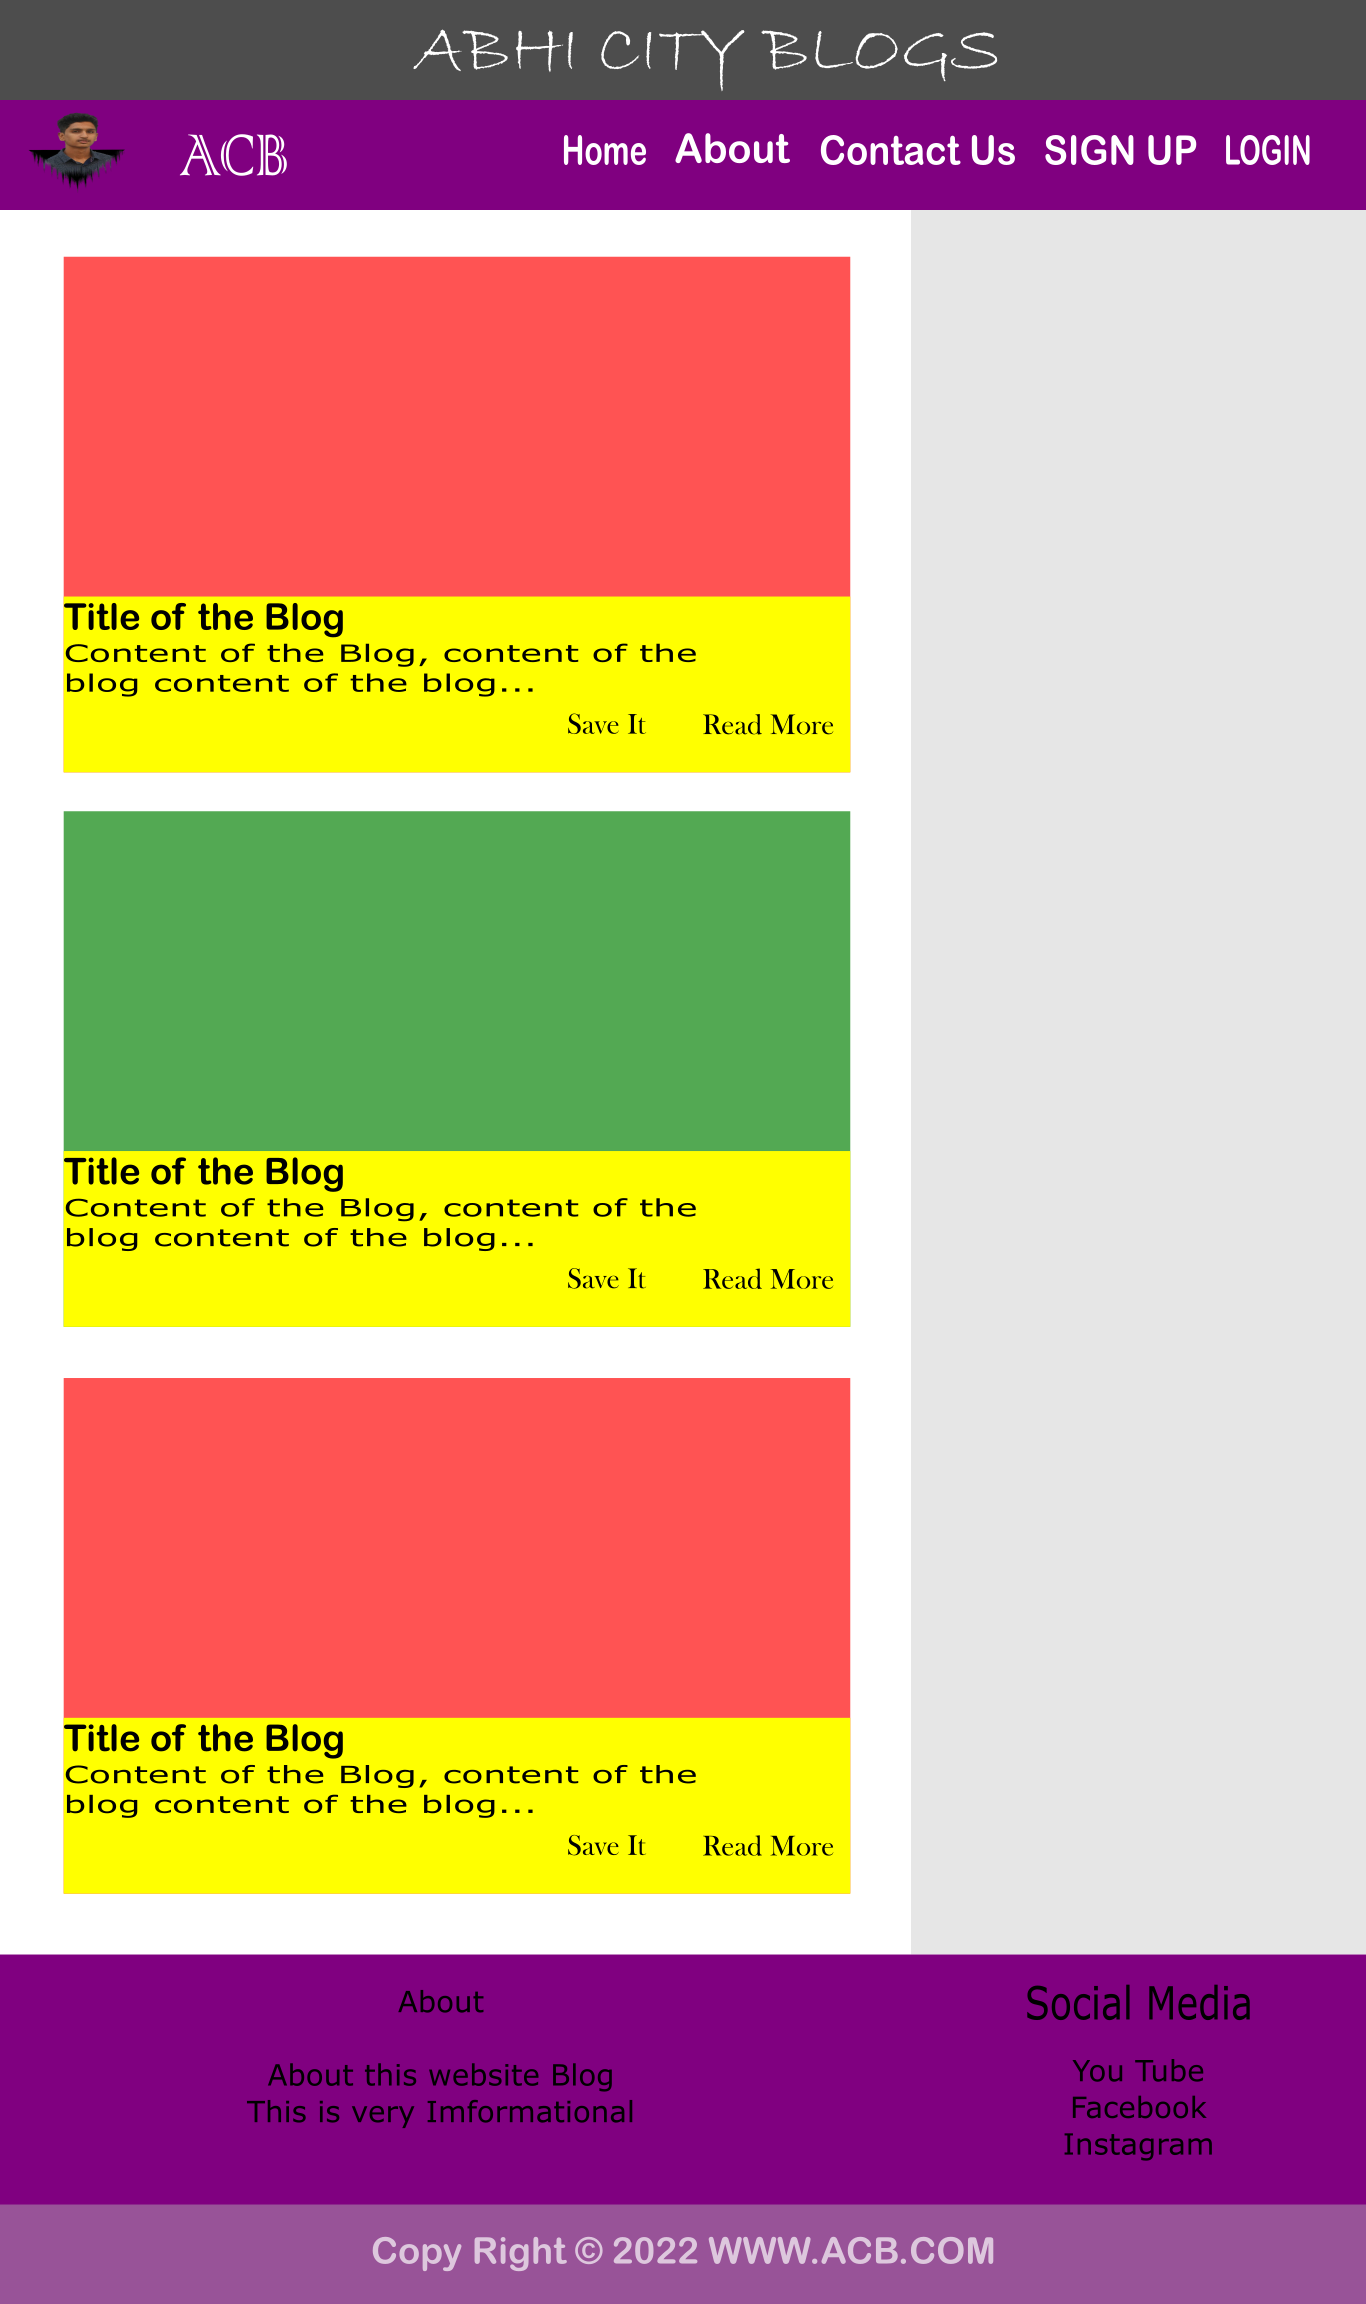 ABHI CITY BLOGS
ACB
Home About Contact Us SIGN UP LOGIN
Title of the Blog
Content of the Blog, content of the
blog content of the blog...
Save It Read More
Title of the Blog
Content of the Blog, content of the
blog content of the blog...
Save It Read More
Title of the Blog
Content of the Blog, content of the
blog content of the blog...
Save It Read More
About
About this website Blog
This is very Imformational
Social Media
You Tube
Facebook
Instagram
Copy Right © 2022 WWW.ACB.COM